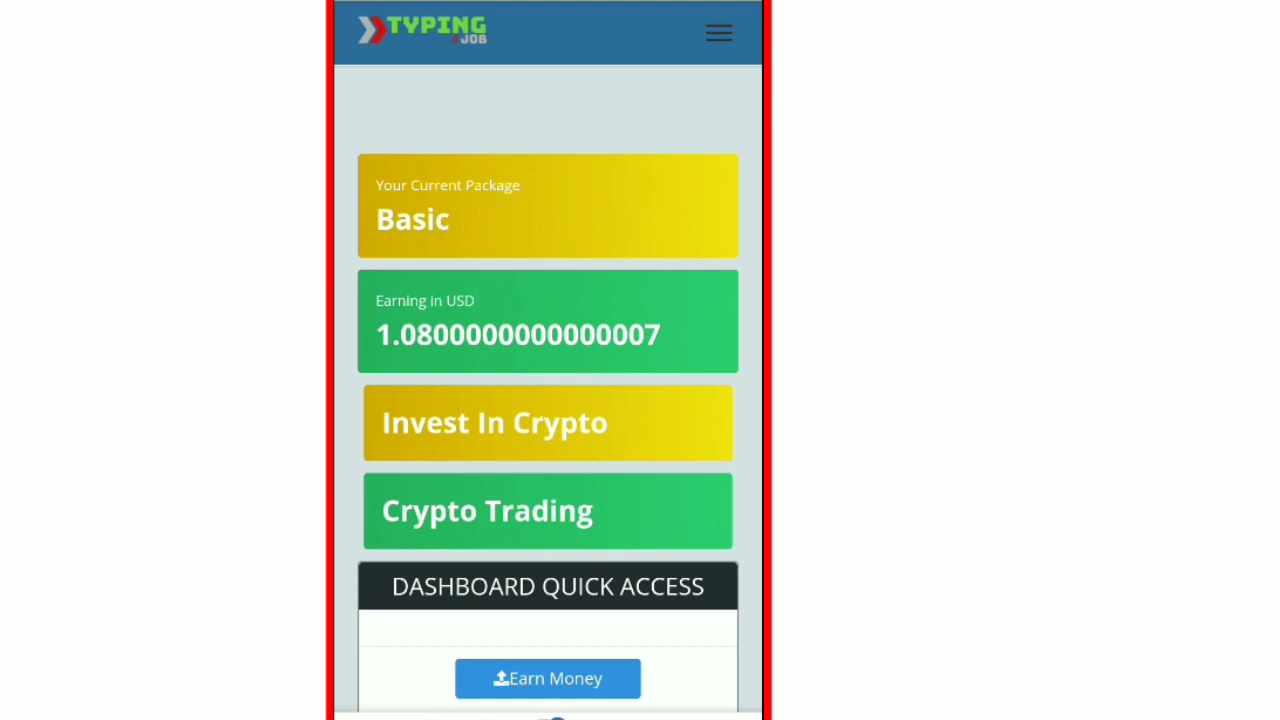 TYPING
JOB
Your Current Package
Basic
Earning in USD
1.0800000000000007
Invest In Crypto
Crypto Trading
DASHBOARD QUICK ACCESS
Earn Money